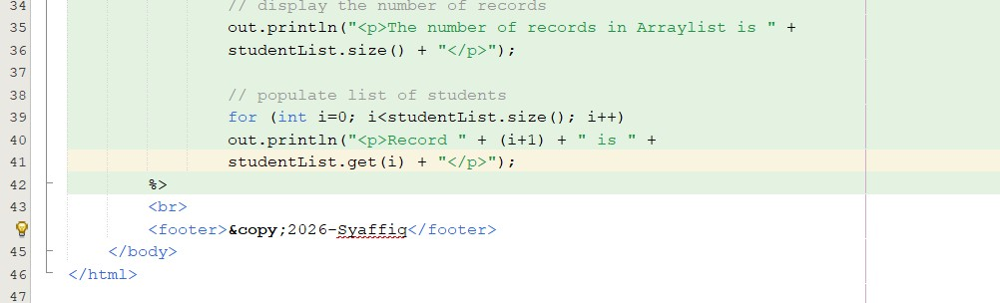 34 // display the number of records
35 out.println("<p>The number of records in Arraylist is " +
36 studentList.size() + "</p>");
37
38 // populate list of students
39 for (int i=0; i<studentList.size(); i++)
40 out.println("<p>Record " + (i+1) + " is " +
41 studentList.get(i) + "</p>");
42 %>
43 <br>
<footer>&copy;2026-Syaffiq</footer>
45 </body>
46 </html>
47